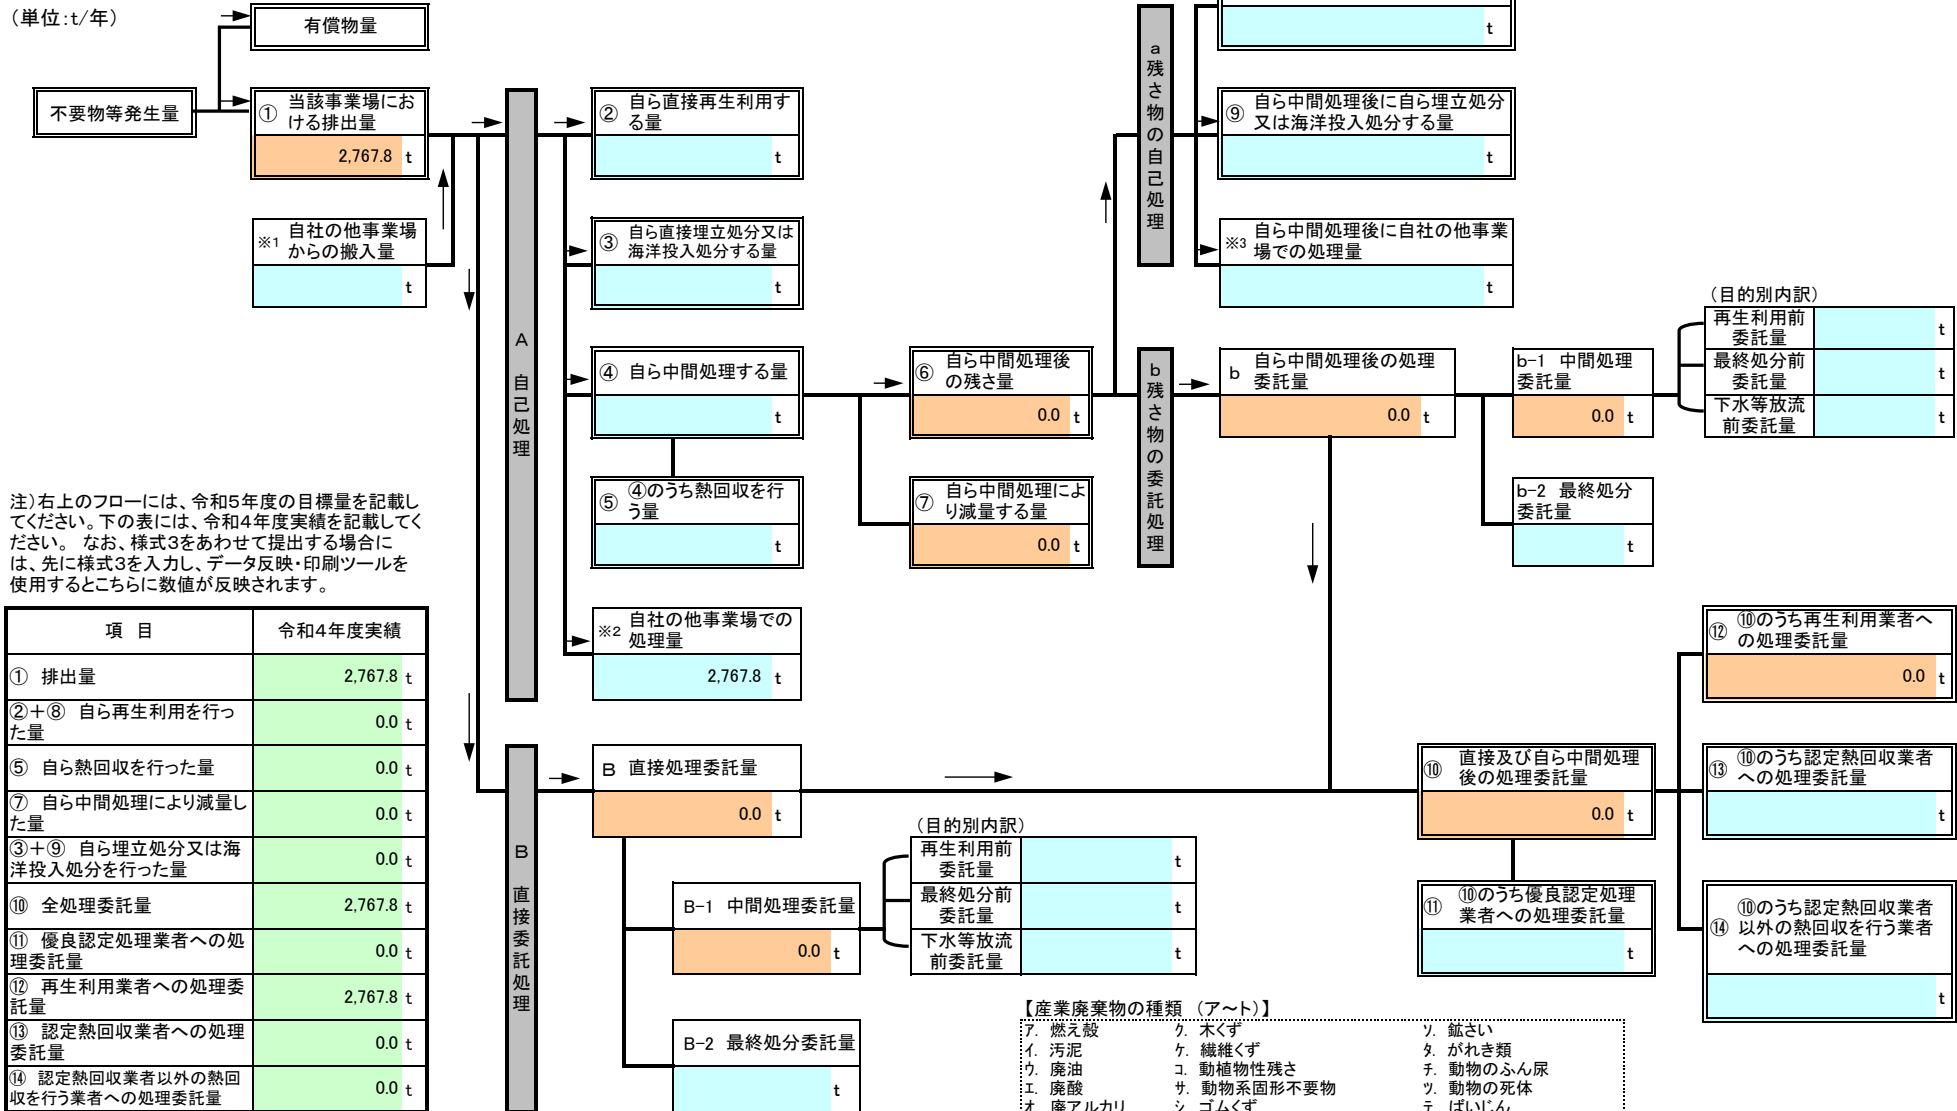 （単位:t/年）
有償物量
不要物等発生量
① 当該事業場にお
ける排出量
2,767.8 t
※1 自社の他事業場
からの搬入量
t
A 自己処理
② 自ら直接再生利用す
る量
t
③ 自ら直接埋立処分又は
海洋投入処分する量
t
④ 自ら中間処理する量
t
⑤ ④のうち熱回収を行
う量
t
※2 自社の他事業場での
処理量
2,767.8 t
⑥ 自ら中間処理後
の残さ量
0.0 t
⑦ 自ら中間処理によ
り減量する量
0.0 t
a 残さ物の自己処理
t
⑨ 自ら中間処理後に自ら埋立処分
又は海洋投入処分する量
t
※3 自ら中間処理後に自社の他事業
場での処理量
t
b 残さ物の委託処理
b 自ら中間処理後の処理
委託量
0.0 t
b-1 中間処理
委託量
0.0 t
（目的別内訳）
再生利用前
委託量
t
最終処分前
委託量
t
下水等放流
前委託量
t
b-2 最終処分
委託量
t
注）右上のフローには、令和５年度の目標量を記載し
てください。下の表には、令和４年度実績を記載してく
ださい。 なお、様式３をあわせて提出する場合に
は、先に様式３を入力し、データ反映・印刷ツールを
使用するとこちらに数値が反映されます。
項 目 令和４年度実績
① 排出量 2,767.8 t
②＋⑧ 自ら再生利用を行っ
た量 0.0 t
⑤ 自ら熱回収を行った量 0.0 t
⑦ 自ら中間処理により減量し
た量 0.0 t
③＋⑨ 自ら埋立処分又は海
洋投入処分を行った量 0.0 t
⑩ 全処理委託量 2,767.8 t
⑪ 優良認定処理業者への処
理委託量 0.0 t
⑫ 再生利用業者への処理委
託量 2,767.8 t
⑬ 認定熱回収業者への処理
委託量 0.0 t
⑭ 認定熱回収業者以外の熱回
収を行う業者への処理委託量 0.0 t
B 直接委託処理
B 直接処理委託量
0.0 t
B-1 中間処理委託量
0.0 t
（目的別内訳）
再生利用前
委託量
t
最終処分前
委託量
t
下水等放流
前委託量
t
B-2 最終処分委託量
t
⑩ 直接及び自ら中間処理
後の処理委託量
0.0 t
⑪ ⑩のうち優良認定処理
業者への処理委託量
t
⑫ ⑩のうち再生利用業者へ
の処理委託量
0.0 t
⑬ ⑩のうち認定熱回収業者
への処理委託量
t
⑭ ⑩のうち認定熱回収業者
以外の熱回収を行う業者
への処理委託量
t
【産業廃棄物の種類 （ア～ト）】
ア. 燃え殻 ク. 木くず ソ. 鉱さい
イ. 汚泥 ケ. 繊維くず タ. がれき類
ウ. 廃油 コ. 動植物性残さ チ. 動物のふん尿
エ. 廃酸 サ. 動物系固形不要物 ツ. 動物の死体
オ. 廃アルカリ シ. ゴムくず テ. ばいじん